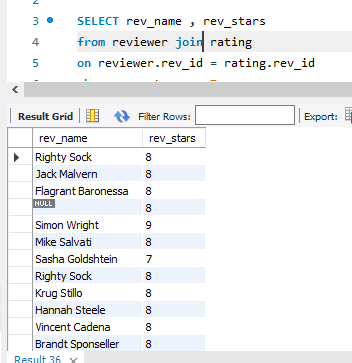 3 SELECT rev_name , rev_stars
4 from reviewer join rating
5 on reviewer.rev_id = rating.rev_id
Result Grid Filter Rows: Export:
rev_name rev_stars
Righty Sock 8
Jack Malvern 8
Flagrant Baronessa 8
NULL 8
Simon Wright 9
Mike Salvati 8
Sasha Goldshtein 7
Righty Sock 8
Krug Stillo 8
Hannah Steele 8
Vincent Cadena 8
Brandt Sponseller 8
Result 36